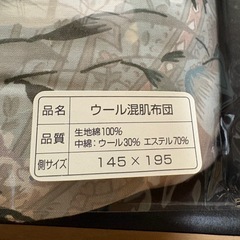 品名 ウール混肌布団
品質 生地綿100%
中綿:ウール30% エステル70%
側サイズ 145×195